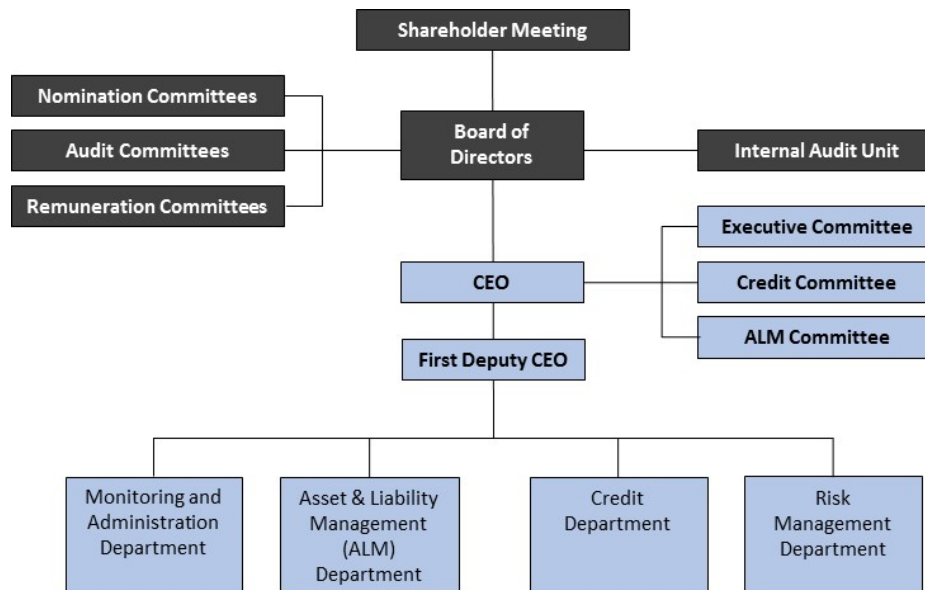 Shareholder Meeting
Nomination Committees
Audit Committees
Remuneration Committees
Board of
Directors
Internal Audit Unit
Executive Committee
CEO
Credit Committee
ALM Committee
First Deputy CEO
Monitoring and
Administration
Department
Asset & Liability
Management
(ALM)
Department
Credit
Department
Risk
Management
Department